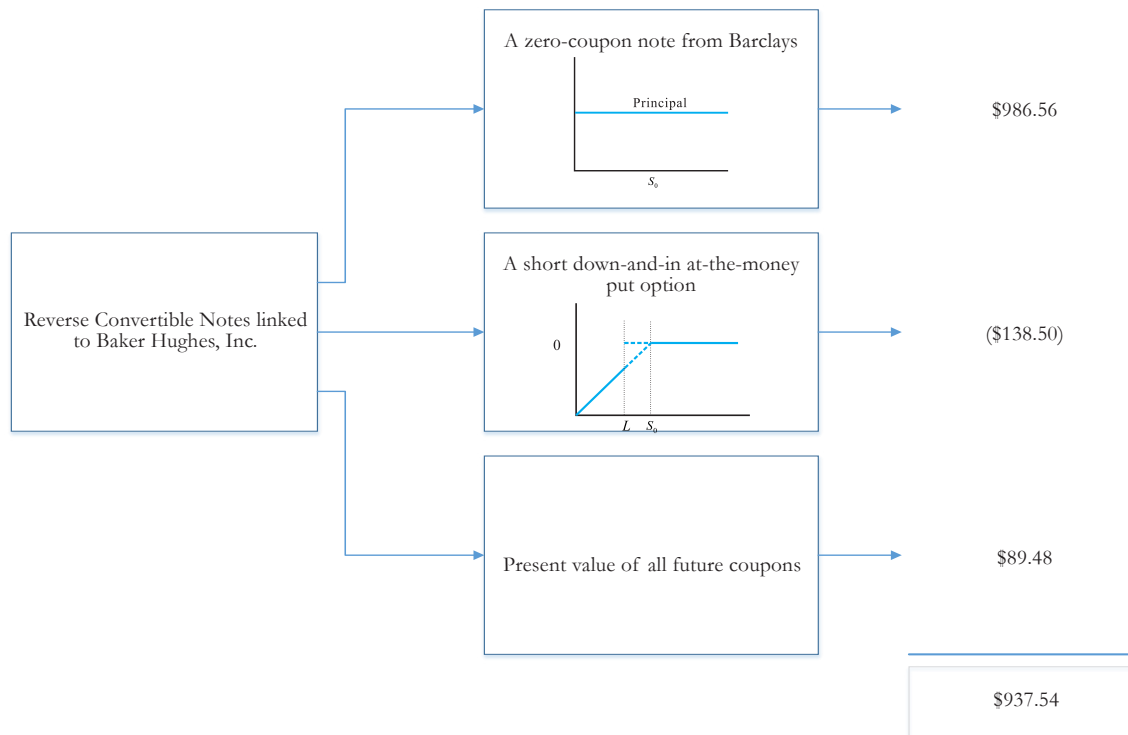 A zero-coupon note from Barclays
Principal
S₀
$986.56
Reverse Convertible Notes linked
to Baker Hughes, Inc.
A short down-and-in at-the-money
put option
0
L S₀
($138.50)
Present value of all future coupons
$89.48
$937.54